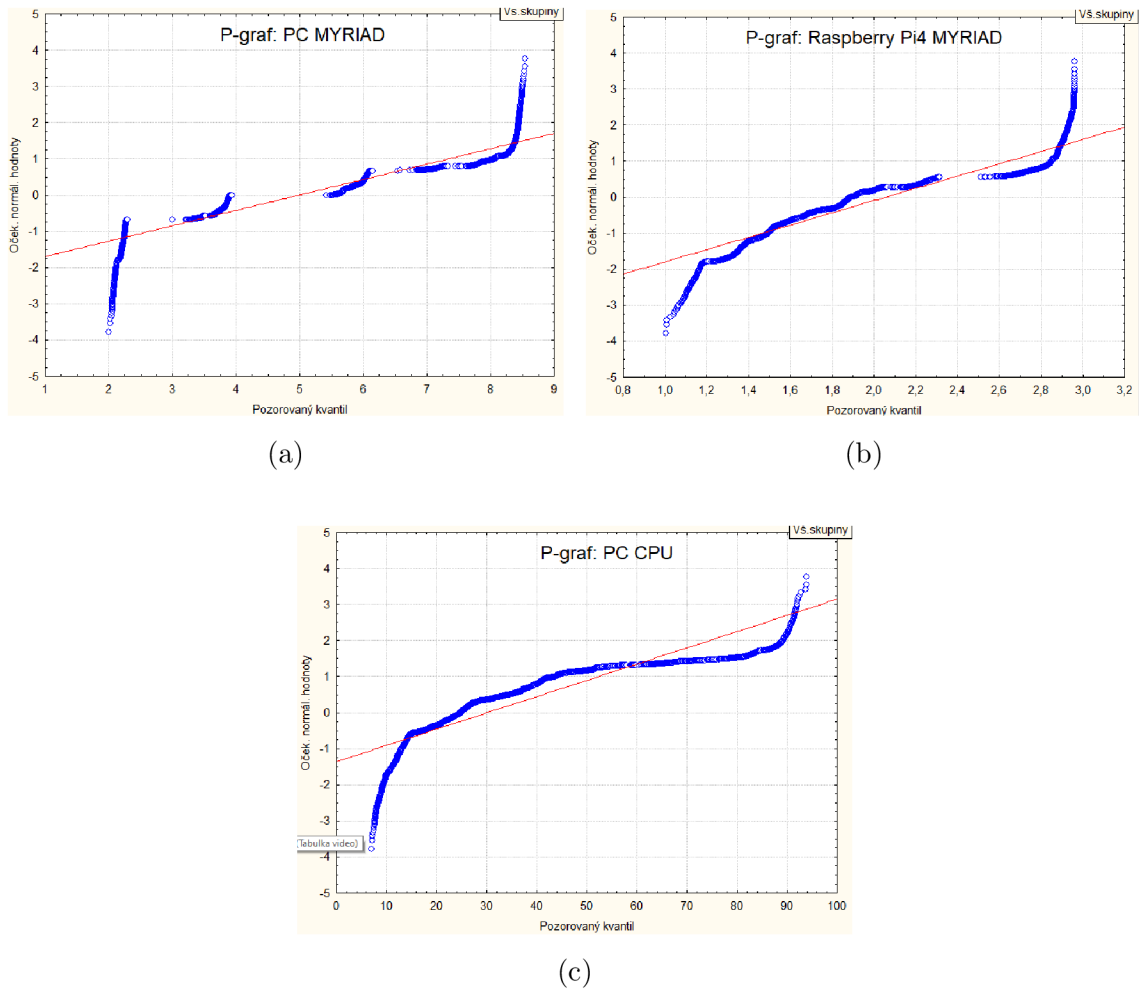 Vš.skupiny
P-graf: PC MYRIAD
5
4
3
2
1
0
-1
-2
-3
-4
-5
Oček. normál. hodnoty
1 2 3 4 5 6 7 8 9
Pozorovaný kvantil
(a)
Vš.skupiny
P-graf: Raspberry Pi4 MYRIAD
5
4
3
2
1
0
-1
-2
-3
-4
-5
Oček. normál. hodnoty
0,8 1,0 1,2 1,4 1,6 1,8 2,0 2,2 2,4 2,6 2,8 3,0 3,2
Pozorovaný kvantil
(b)
Vš.skupiny
P-graf: PC CPU
5
4
3
2
1
0
-1
-2
-3
-4
-5
Oček. normál. hodnoty
(Tabulka video)
0 10 20 30 40 50 60 70 80 90 100
Pozorovaný kvantil
(c)